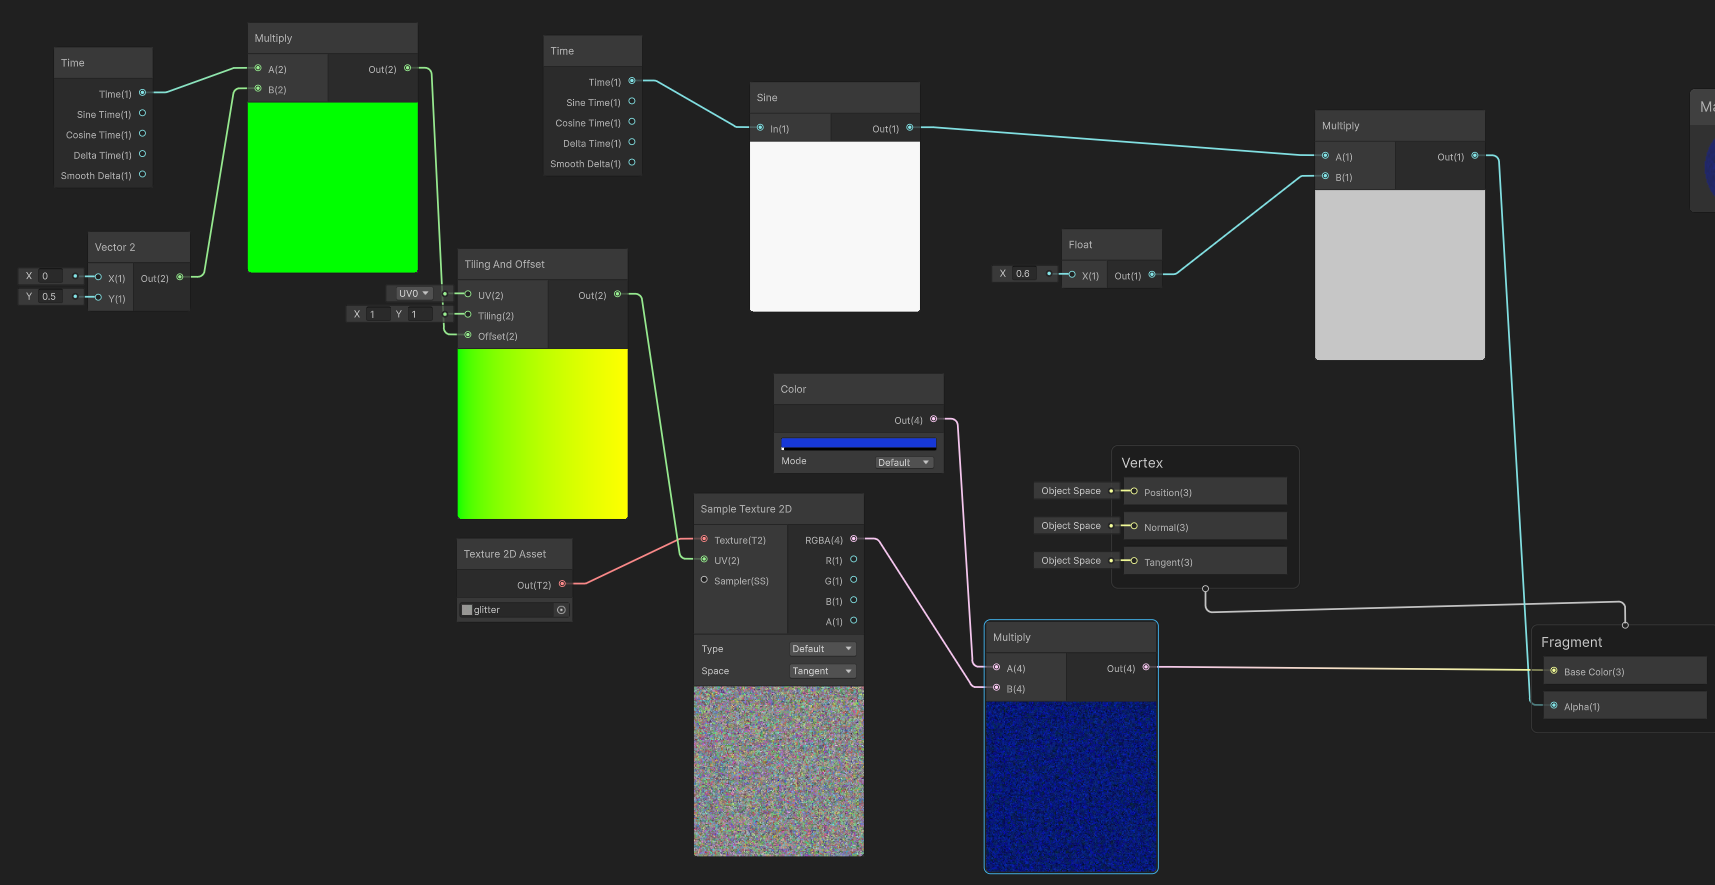 Time
Time(1)
Sine Time(1)
Cosine Time(1)
Delta Time(1)
Smooth Delta(1)
Multiply
A(2)
Out(2)
B(2)
Vector 2
X 0
X(1)
Out(2)
Y 0.5
Y(1)
Time
Time(1)
Sine Time(1)
Cosine Time(1)
Delta Time(1)
Smooth Delta(1)
Sine
In(1)
Out(1)
Multiply
A(1)
Out(1)
B(1)
Float
X 0.6
X(1)
Out(1)
Tiling And Offset
UV0
UV(2)
Out(2)
X 1 Y 1
Tiling(2)
Offset(2)
Color
Out(4)
Mode
Default
Texture 2D Asset
Out(T2)
glitter
Sample Texture 2D
Texture(T2)
RGBA(4)
UV(2)
R(1)
Sampler(SS)
G(1)
B(1)
A(1)
Type
Default
Space
Tangent
Vertex
Object Space
Position(3)
Object Space
Normal(3)
Object Space
Tangent(3)
Multiply
A(4)
Out(4)
B(4)
Fragment
Base Color(3)
Alpha(1)